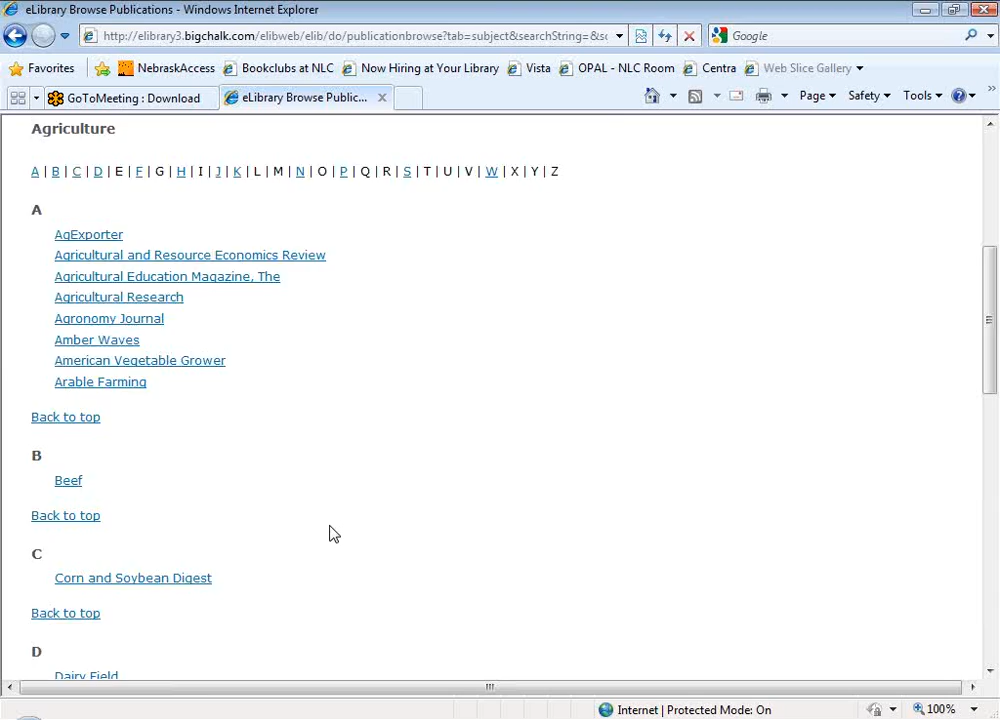 eLibrary Browse Publications - Windows Internet Explorer
http://elibrary3.bigchalk.com/elibweb/elib/do/publicationbrowse?tab=subject&searchString=&sc
Google
Favorites NebraskAccess Bookclubs at NLC Now Hiring at Your Library Vista OPAL - NLC Room Centra Web Slice Gallery
GoToMeeting : Download eLibrary Browse Public... Page Safety Tools
Agriculture
A | B | C | D | E | F | G | H | I | J | K | L | M | N | O | P | Q | R | S | T | U | V | W | X | Y | Z
A
AgExporter
Agricultural and Resource Economics Review
Agricultural Education Magazine, The
Agricultural Research
Agronomy Journal
Amber Waves
American Vegetable Grower
Arable Farming
Back to top
B
Beef
Back to top
C
Corn and Soybean Digest
Back to top
D
Dairy Field
Internet | Protected Mode: On 100%